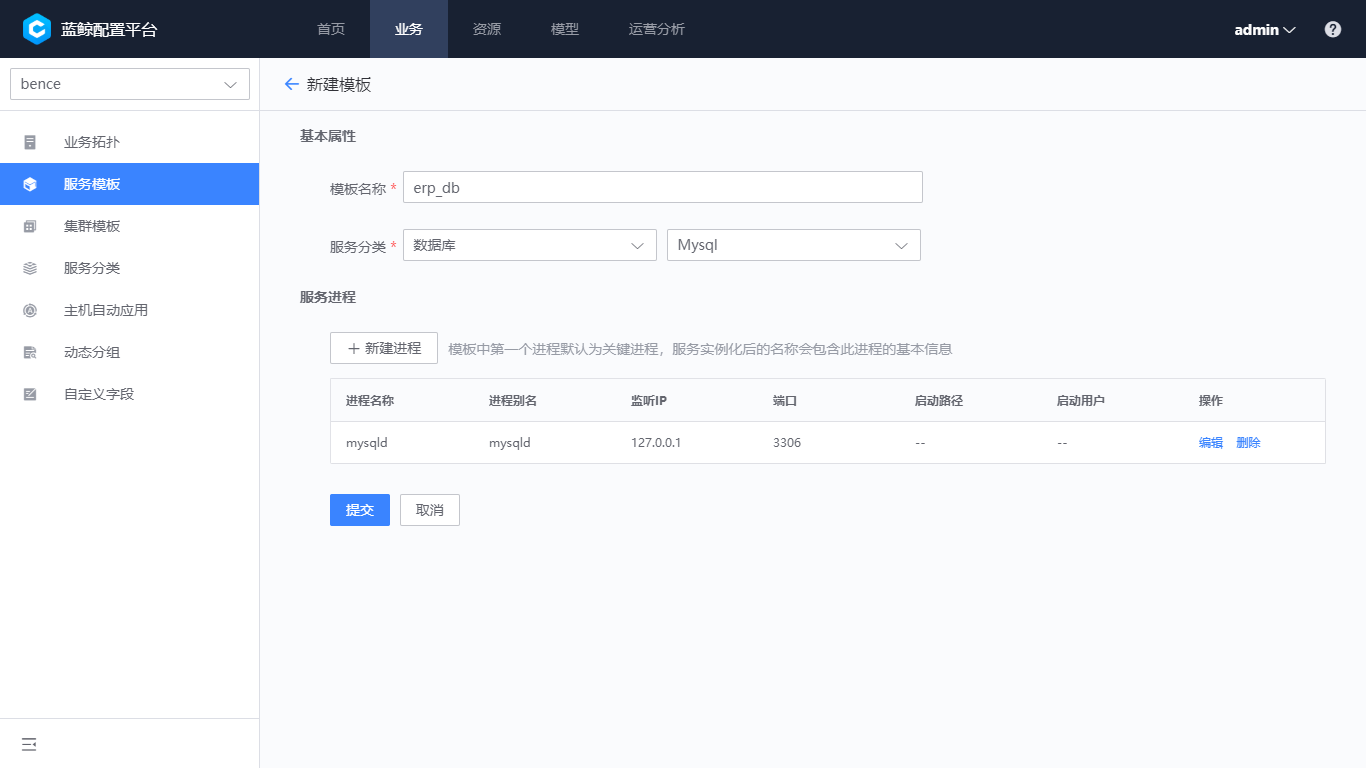 蓝鲸配置平台 首页 业务 资源 模型 运营分析 admin
bence
新建模板
业务拓扑
服务模板
集群模板
服务分类
主机自动应用
动态分组
自定义字段
基本属性
模板名称 * erp_db
服务分类 * 数据库 Mysql
服务进程
+ 新建进程 模板中第一个进程默认为关键进程，服务实例化后的名称会包含此进程的基本信息
进程名称 进程别名 监听IP 端口 启动路径 启动用户 操作
mysqld mysqld 127.0.0.1 3306 -- -- 编辑 删除
提交 取消